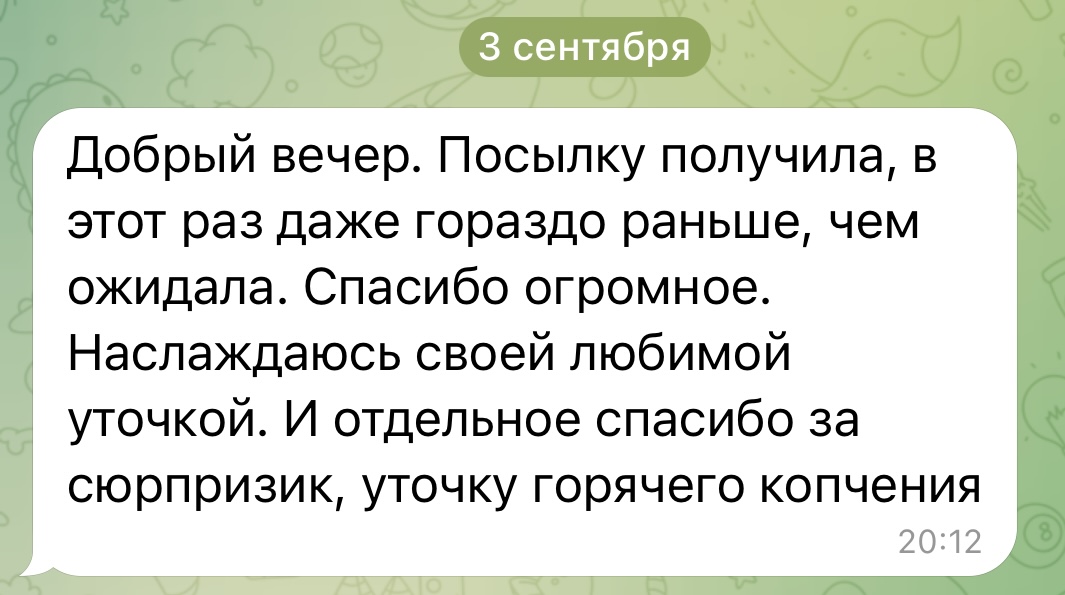 3 сентября
Добрый вечер. Посылку получила, в
этот раз даже гораздо раньше, чем
ожидала. Спасибо огромное.
Наслаждаюсь своей любимой
уточкой. И отдельное спасибо за
сюрпризик, уточку горячего копчения
20:12